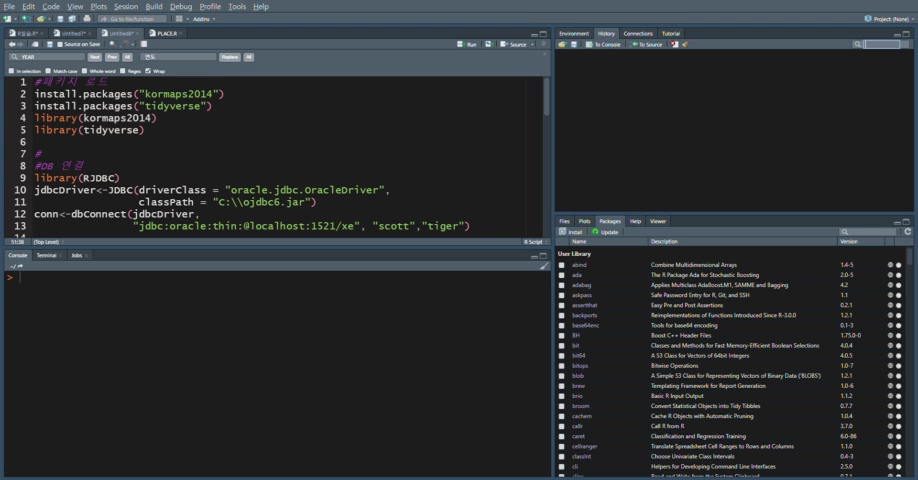 File Edit Code View Plots Session Build Debug Profile Tools Help
Go to file/function Addins Project: (None)
Untitled7* Untitled8* PLACE.R
Source on Save Run Source
YEAR Next Prev All 연도 Replace All
In selection Match case Whole word Regex Wrap
1 #패키지 로드
2 install.packages("kormaps2014")
3 install.packages("tidyverse")
4 library(kormaps2014)
5 library(tidyverse)
6
7 #
8 #DB 연결
9 library(RJDBC)
10 jdbcDriver<-JDBC(driverClass = "oracle.jdbc.OracleDriver",
11 classPath = "C:\\ojdbc6.jar")
12 conn<-dbConnect(jdbcDriver,
13 "jdbc:oracle:thin:@localhost:1521/xe", "scott","tiger")
51:38 (Top Level) R Script
Console Terminal Jobs
~/
>
Environment History Connections Tutorial
To Console To Source
Files Plots Packages Help Viewer
Install Update
Name Description Version
User Library
abind Combine Multidimensional Arrays 1.4-5
ada The R Package Ada for Stochastic Boosting 2.0-5
adabag Applies Multiclass AdaBoost.M1, SAMME and Bagging 4.2
askpass Safe Password Entry for R, Git, and SSH 1.1
assertthat Easy Pre and Post Assertions 0.2.1
backports Reimplementations of Functions Introduced Since R-3.0.0 1.2.1
base64enc Tools for base64 encoding 0.1-3
BH Boost C++ Header Files 1.75.0-0
bit Classes and Methods for Fast Memory-Efficient Boolean Selections 4.0.4
bit64 A S3 Class for Vectors of 64bit Integers 4.0.5
bitops Bitwise Operations 1.0-7
blob A Simple S3 Class for Representing Vectors of Binary Data ('BLOBS') 1.2.1
brew Templating Framework for Report Generation 1.0-6
brio Basic R Input Output 1.1.2
broom Convert Statistical Objects into Tidy Tibbles 0.7.7
cachem Cache R Objects with Automatic Pruning 1.0.4
callr Call R from R 3.7.0
caret Classification and Regression Training 6.0-86
cellranger Translate Spreadsheet Cell Ranges to Rows and Columns 1.1.0
classInt Choose Univariate Class Intervals 0.4-3
cli Helpers for Developing Command Line Interfaces 2.5.0